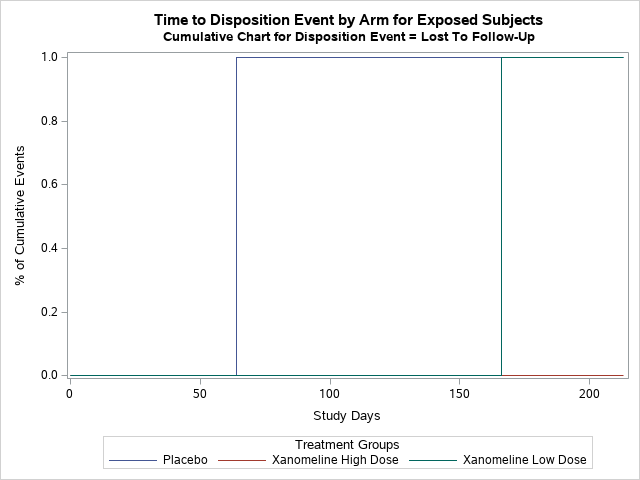 Time to Disposition Event by Arm for Exposed Subjects
Cumulative Chart for Disposition Event = Lost To Follow-Up
1.0
0.8
0.6
0.4
0.2
0.0
% of Cumulative Events
0 50 100 150 200
Study Days
Treatment Groups
Placebo Xanomeline High Dose Xanomeline Low Dose